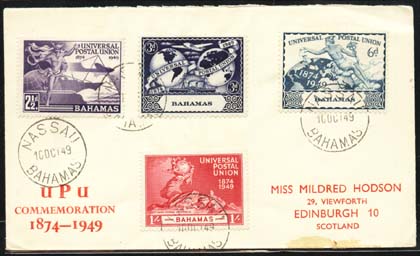 UNIVERSAL
POSTAL UNION
1874 1949
2½D
BAHAMAS
3D
UNIVERSAL
POSTAL UNION
3D
BAHAMAS
UNIVERSAL POSTAL UNION
6D
1874
1949
BAHAMAS
NASSAU
10 OC 49
BAHAMAS
10 OC 49
UNIVERSAL
POSTAL
UNION
1874
1949
BAHAMAS
1/- 1/-
uPu
COMMEMORATION
1874—1949
MISS MILDRED HODSON
29, VIEWFORTH
EDINBURGH 10
SCOTLAND